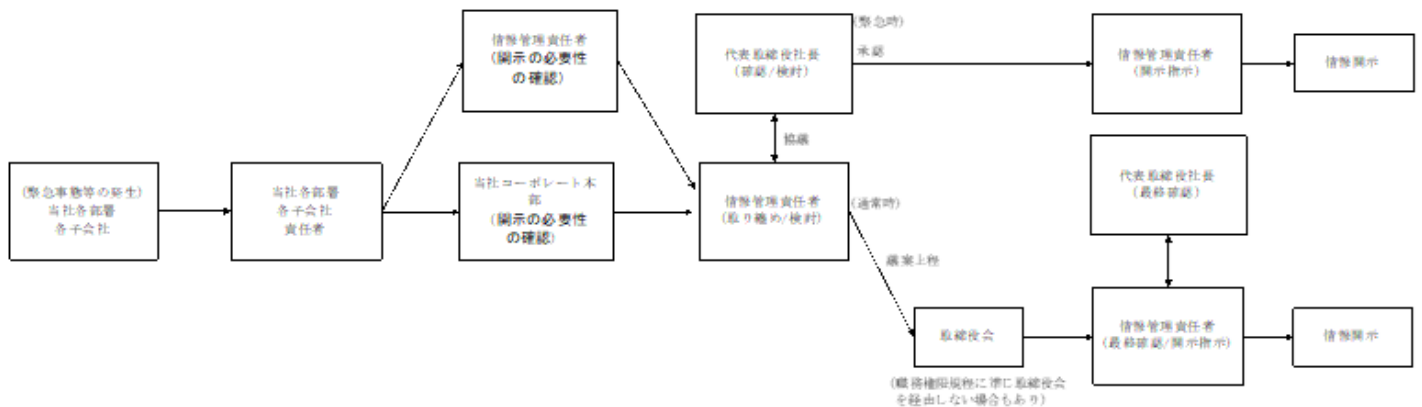 (緊急事態等の発生)
当社各部署
各子会社
当社各部署
各子会社
責任者
情報管理責任者
(開示の必要性
の確認)
当社コーポレート本
部
(開示の必要性
の確認)
代表取締役社長
(確認/検討)
協議
情報管理責任者
(取り纏め/検討)
(緊急時)
承認
情報管理責任者
(開示指示)
情報開示
(通常時)
議案上程
取締役会
(職務権限規程に準じ取締役会
を経由しない場合もあり)
代表取締役社長
(最終確認)
情報管理責任者
(最終確認/開示指示)
情報開示